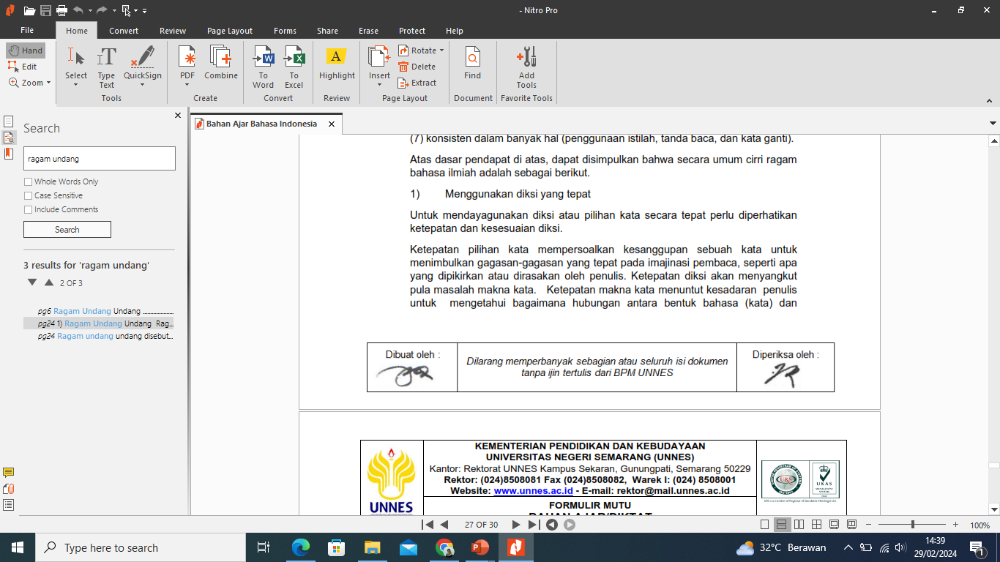 - Nitro Pro
File Home Convert Review Page Layout Forms Share Erase Protect Help
Hand
Edit
Zoom
Select
Type Text
QuickSign
Tools
PDF
Combine
Create
To Word
To Excel
Convert
Highlight
Review
Insert
Rotate
Delete
Extract
Page Layout
Find
Document
Add Tools
Favorite Tools
Search
ragam undang
Whole Words Only
Case Sensitive
Include Comments
Search
3 results for 'ragam undang'
2 OF 3
pg6 Ragam Undang Undang ................
pg24 1) Ragam Undang Undang Rag...
pg24 Ragam undang undang disebut...
Bahan Ajar Bahasa Indonesia
(7) konsisten dalam banyak hal (penggunaan istilah, tanda baca, dan kata ganti).
Atas dasar pendapat di atas, dapat disimpulkan bahwa secara umum cirri ragam
bahasa ilmiah adalah sebagai berikut.
1) Menggunakan diksi yang tepat
Untuk mendayagunakan diksi atau pilihan kata secara tepat perlu diperhatikan
ketepatan dan kesesuaian diksi.
Ketepatan pilihan kata mempersoalkan kesanggupan sebuah kata untuk
menimbulkan gagasan-gagasan yang tepat pada imajinasi pembaca, seperti apa
yang dipikirkan atau dirasakan oleh penulis. Ketepatan diksi akan menyangkut
pula masalah makna kata. Ketepatan makna kata menuntut kesadaran penulis
untuk mengetahui bagaimana hubungan antara bentuk bahasa (kata) dan
Dibuat oleh :
Dilarang memperbanyak sebagian atau seluruh isi dokumen
tanpa ijin tertulis dari BPM UNNES
Diperiksa oleh :
UNNES
KEMENTERIAN PENDIDIKAN DAN KEBUDAYAAN
UNIVERSITAS NEGERI SEMARANG (UNNES)
Kantor: Rektorat UNNES Kampus Sekaran, Gunungpati, Semarang 50229
Rektor: (024)8508081 Fax (024)8508082, Warek I: (024) 8508001
Website: www.unnes.ac.id - E-mail: rektor@mail.unnes.ac.id
FORMULIR MUTU
BAHAN AJAR/DIKTAT
URS
UKAS
MANAGEMENT
SYSTEMS
27 OF 30
100%
Type here to search
32°C Berawan
14:39
29/02/2024
1